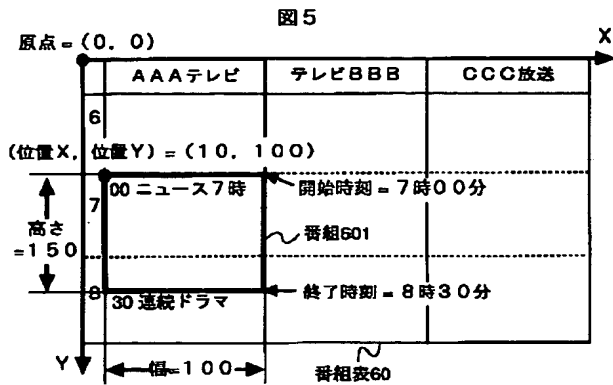 図5
原点=(0．0)
X
AAAテレビ
テレビBBB
CCC放送
6
(位置X，位置Y)=(10．100)
00 ニュース7時
開始時刻=7時00分
7
高さ
=150
番組601
8
30 連続ドラマ
終了時刻=8時30分
Y
幅=100
番組表60